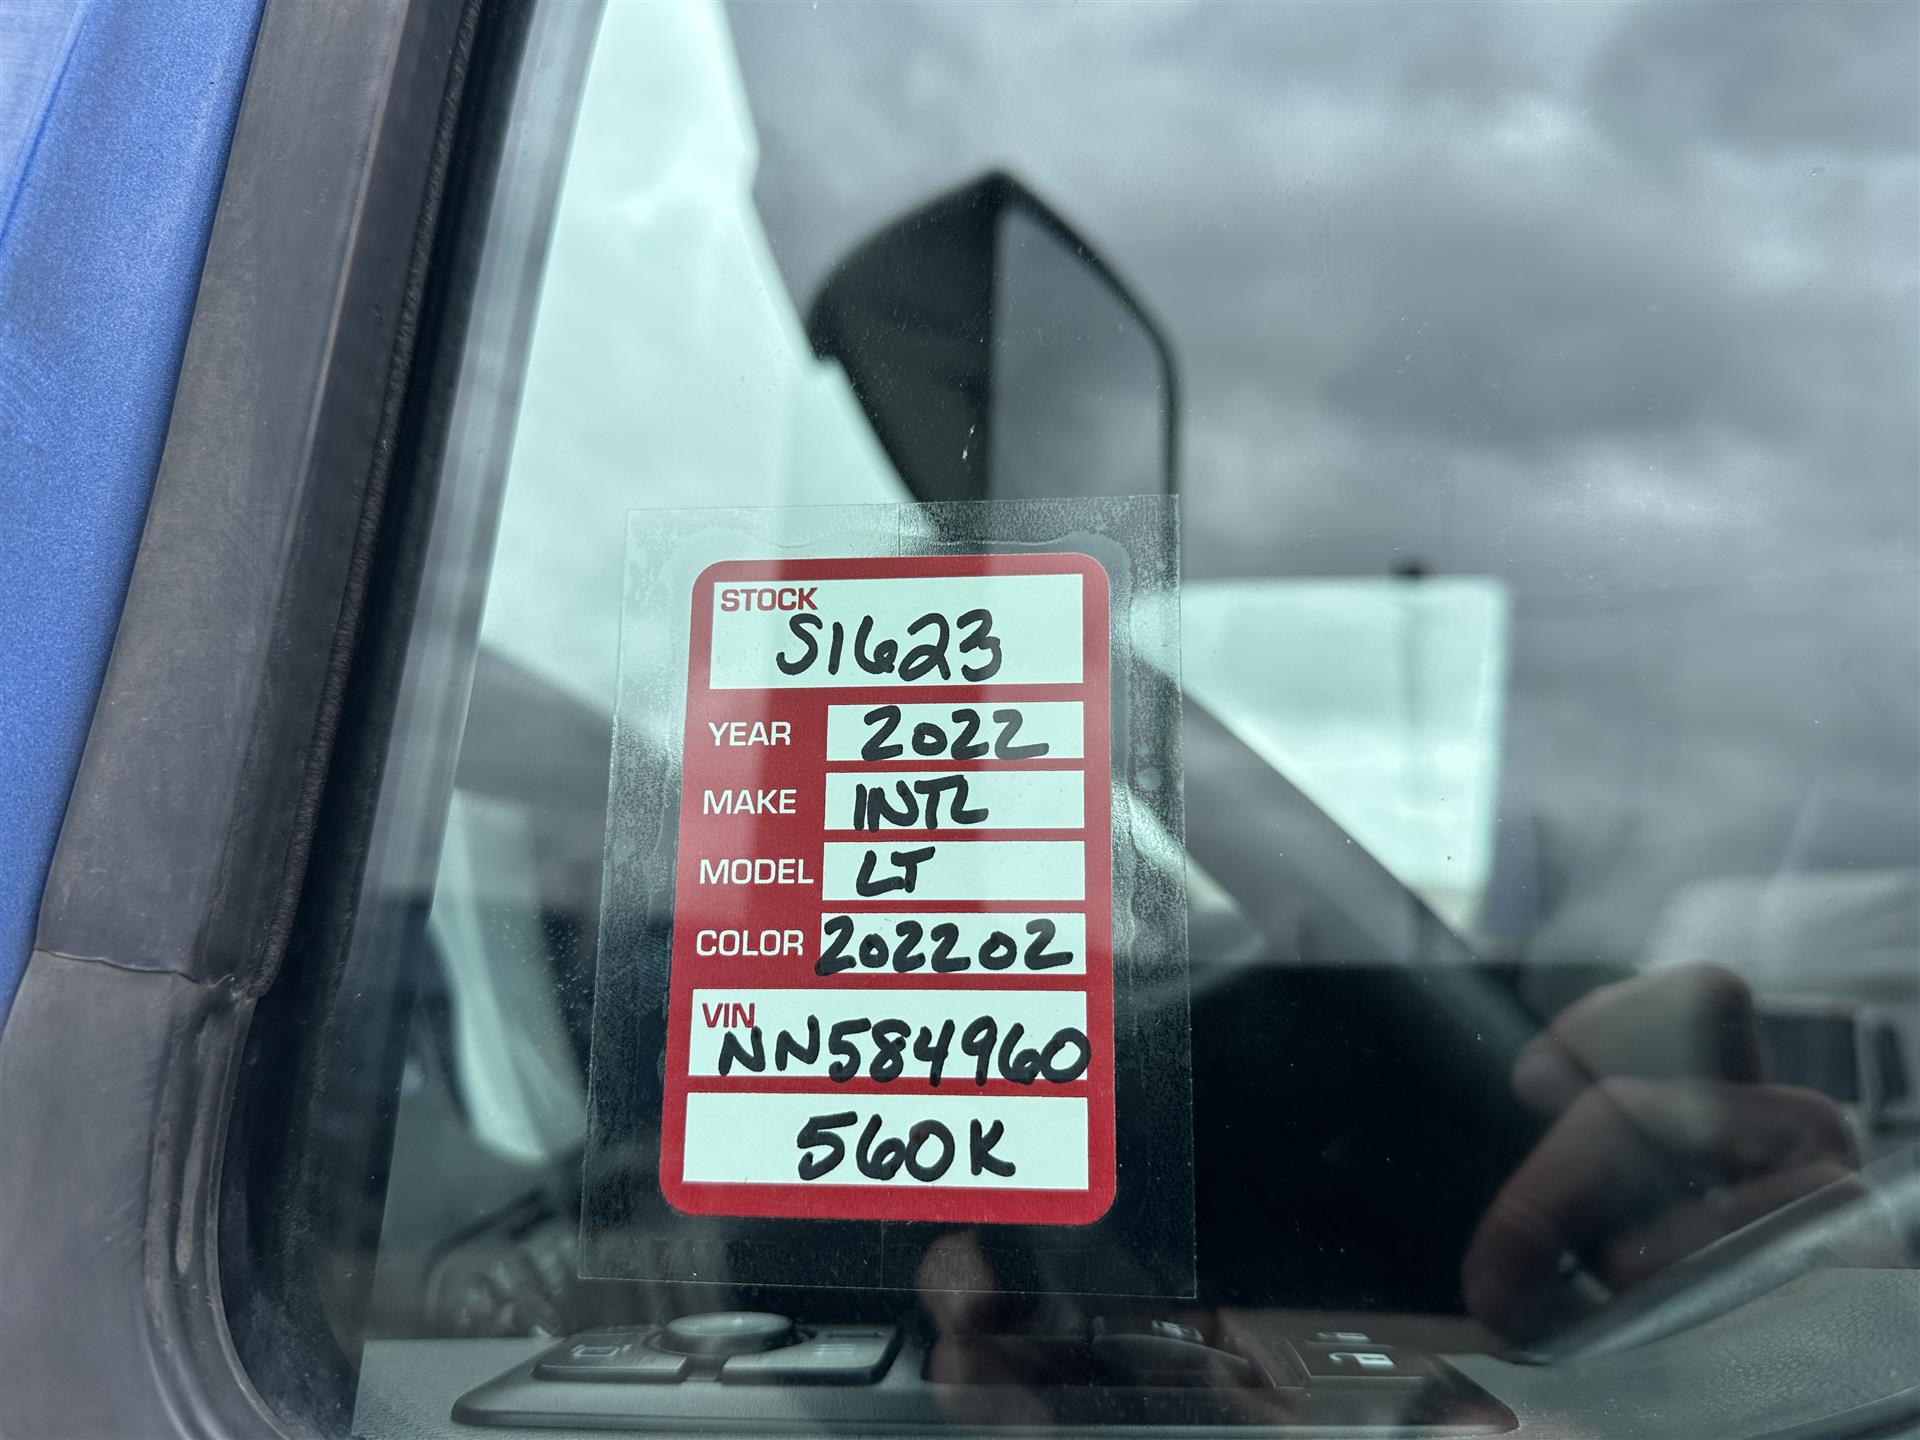 STOCK
S1623
YEAR 2022
MAKE INTL
MODEL LT
COLOR 202202
VIN
NN584960
560K